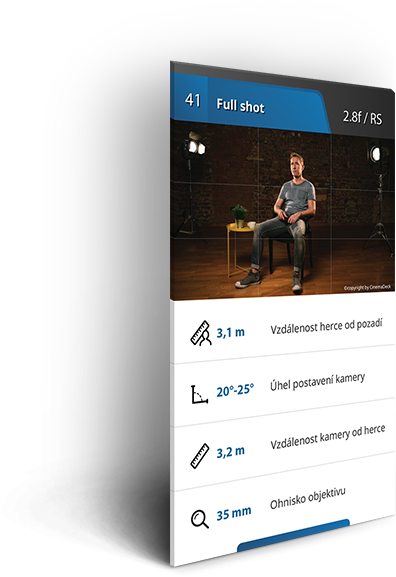 41 Full shot 2.8f / RS
©copyright by CinemaDeck
3,1 m Vzdálenost herce od pozadí
20°-25° Úhel postavení kamery
3,2 m Vzdálenost kamery od herce
35 mm Ohnisko objektivu